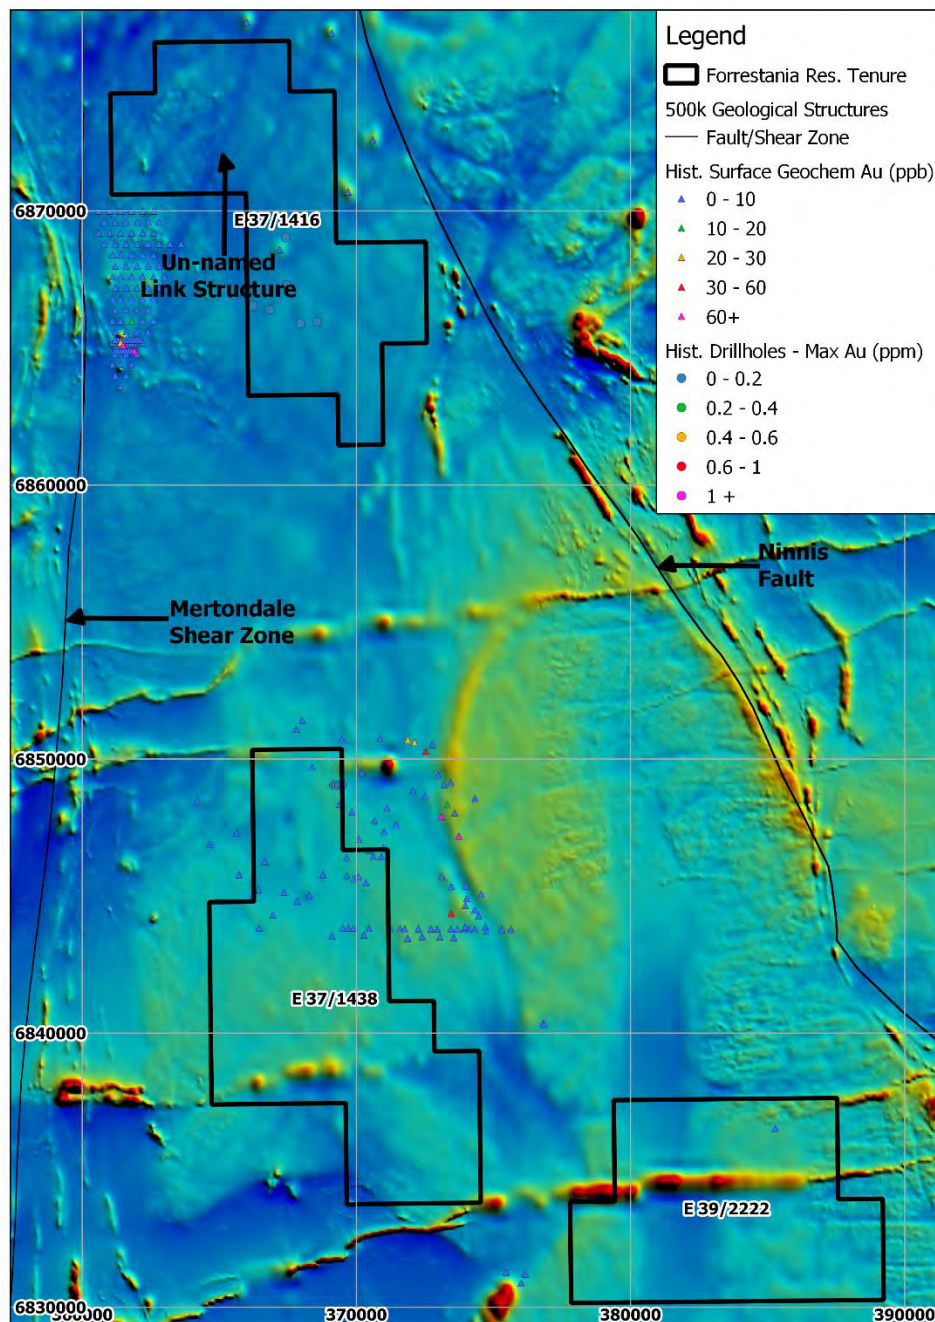 Legend
Forrestania Res. Tenure
500k Geological Structures
Fault/Shear Zone
Hist. Surface Geochem Au (ppb)
0 - 10
10 - 20
20 - 30
30 - 60
60+
Hist. Drillholes - Max Au (ppm)
0 - 0.2
0.2 - 0.4
0.4 - 0.6
0.6 - 1
1 +
6870000
E 37/1416
Un-named
Link Structure
6860000
Ninnis
Fault
Mertondale
Shear Zone
6850000
E 37/1438
6840000
E 39/2222
6830000
360000
370000
380000
390000